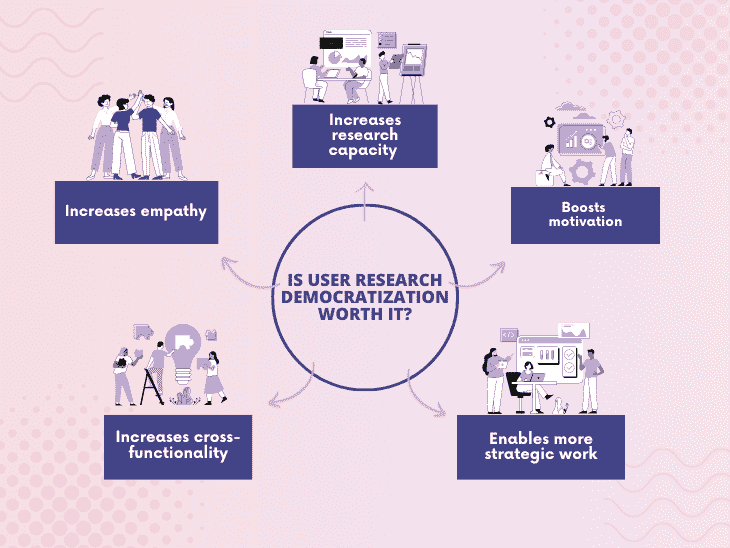 Increases
research
capacity
Increases empathy
Boosts
motivation
IS USER RESEARCH
DEMOCRATIZATION
WORTH IT?
Increases cross-
functionality
Enables more
strategic work